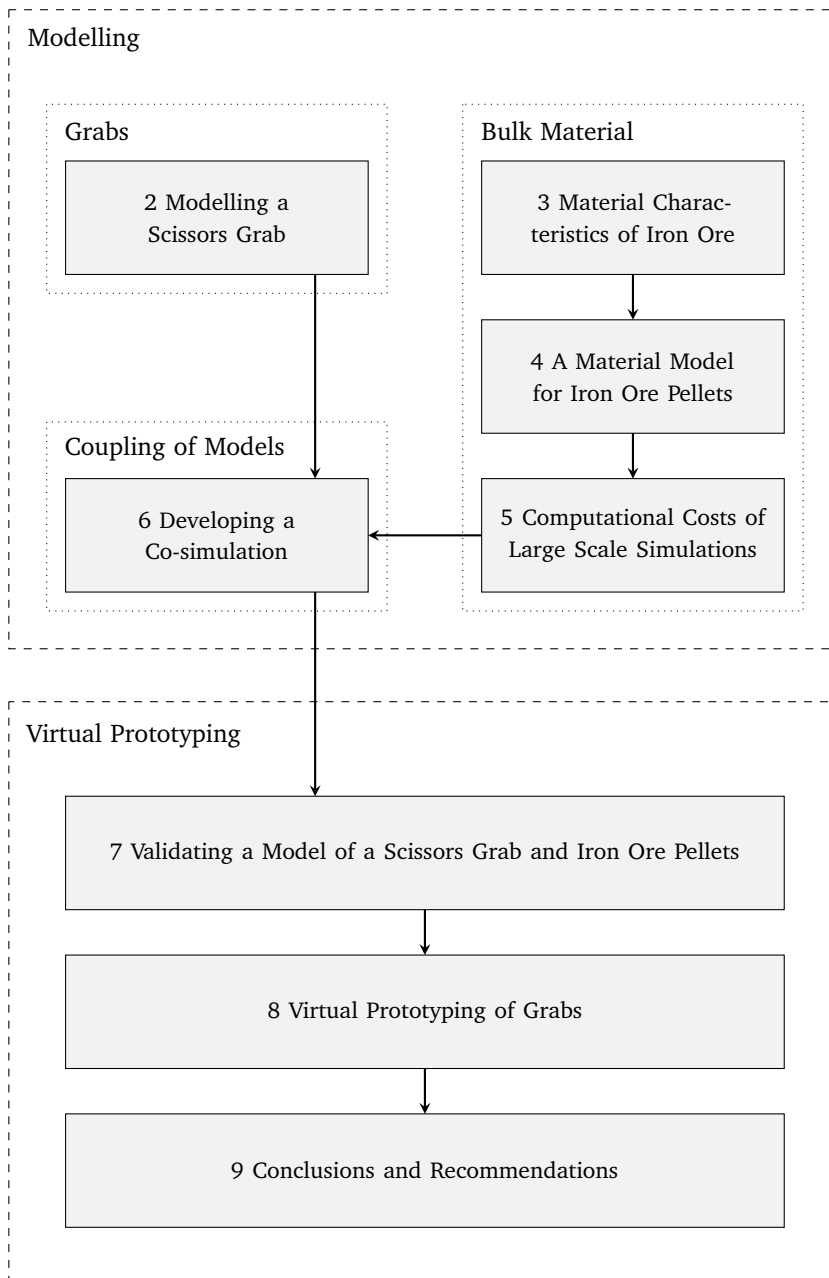 Modelling
Grabs
2 Modelling a
Scissors Grab
Bulk Material
3 Material Charac-
teristics of Iron Ore
4 A Material Model
for Iron Ore Pellets
5 Computational Costs of
Large Scale Simulations
Coupling of Models
6 Developing a
Co-simulation
Virtual Prototyping
7 Validating a Model of a Scissors Grab and Iron Ore Pellets
8 Virtual Prototyping of Grabs
9 Conclusions and Recommendations